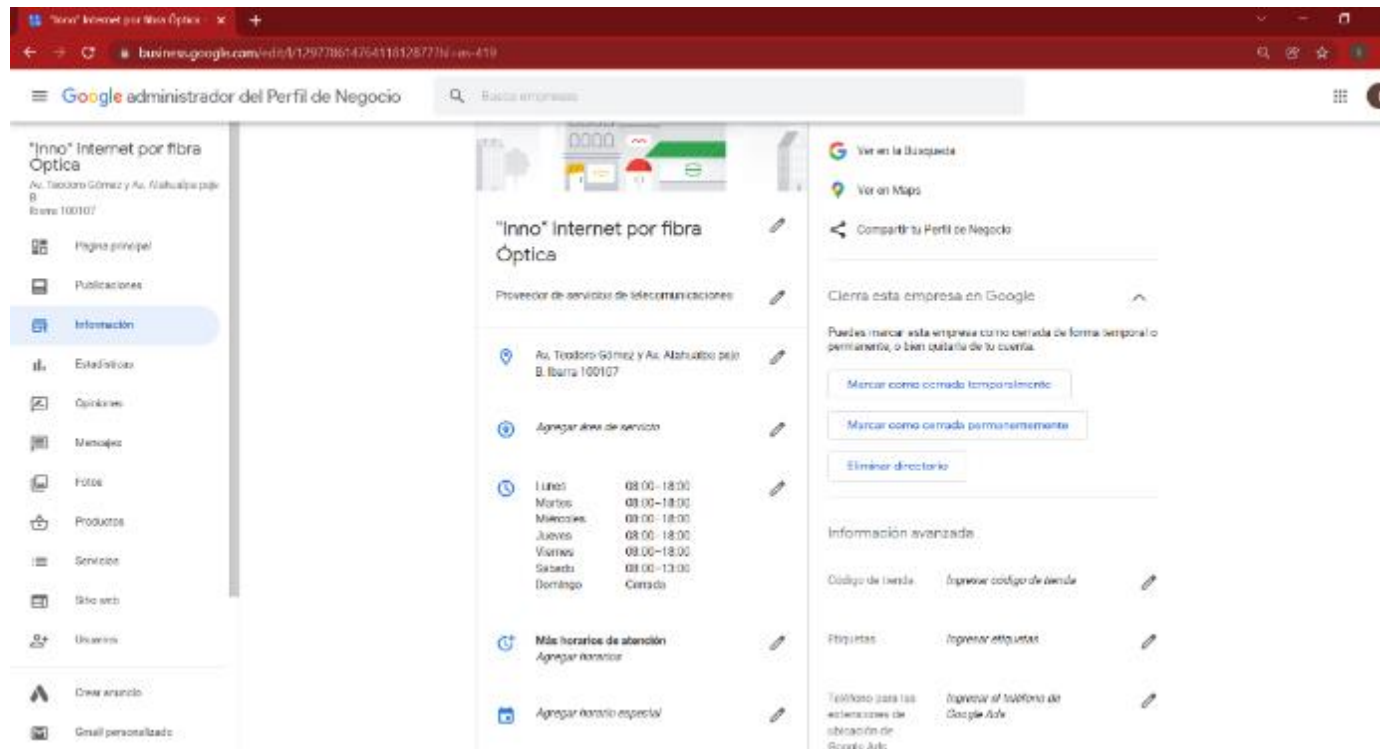 "Inno" Internet por fibra Óptica
business.google.com
Google administrador del Perfil de Negocio
Busca empresas
"Inno" Internet por fibra
Óptica
Av. Teodoro Gómez y Av. Atahualpa psje
B
Ibarra 100107
Página principal
Publicaciones
Información
Estadísticas
Opiniones
Mensajes
Fotos
Productos
Servicios
Sitio web
Usuarios
Crear anuncio
Gmail personalizado
"Inno" Internet por fibra
Óptica
Proveedor de servicios de telecomunicaciones
Av. Teodoro Gómez y Av. Atahualpa psje
B, Ibarra 100107
Agregar área de servicio
Lunes 08:00–18:00
Martes 08:00–18:00
Miércoles 08:00–18:00
Jueves 08:00–18:00
Viernes 08:00–18:00
Sábado 08:00–13:00
Domingo Cerrada
Más horarios de atención
Agregar horarios
Agregar horario especial
Ver en la Búsqueda
Ver en Maps
Compartir tu Perfil de Negocio
Cierra esta empresa en Google
Puedes marcar esta empresa como cerrada de forma temporal o
permanente, o bien quitarla de tu cuenta.
Marcar como cerrada temporalmente
Marcar como cerrada permanentemente
Eliminar directorio
Información avanzada
Código de tienda Ingresar código de tienda
Etiquetas Ingresar etiquetas
Teléfono para las Ingresar el teléfono de
extensiones de Google Ads
ubicación de
Google Ads